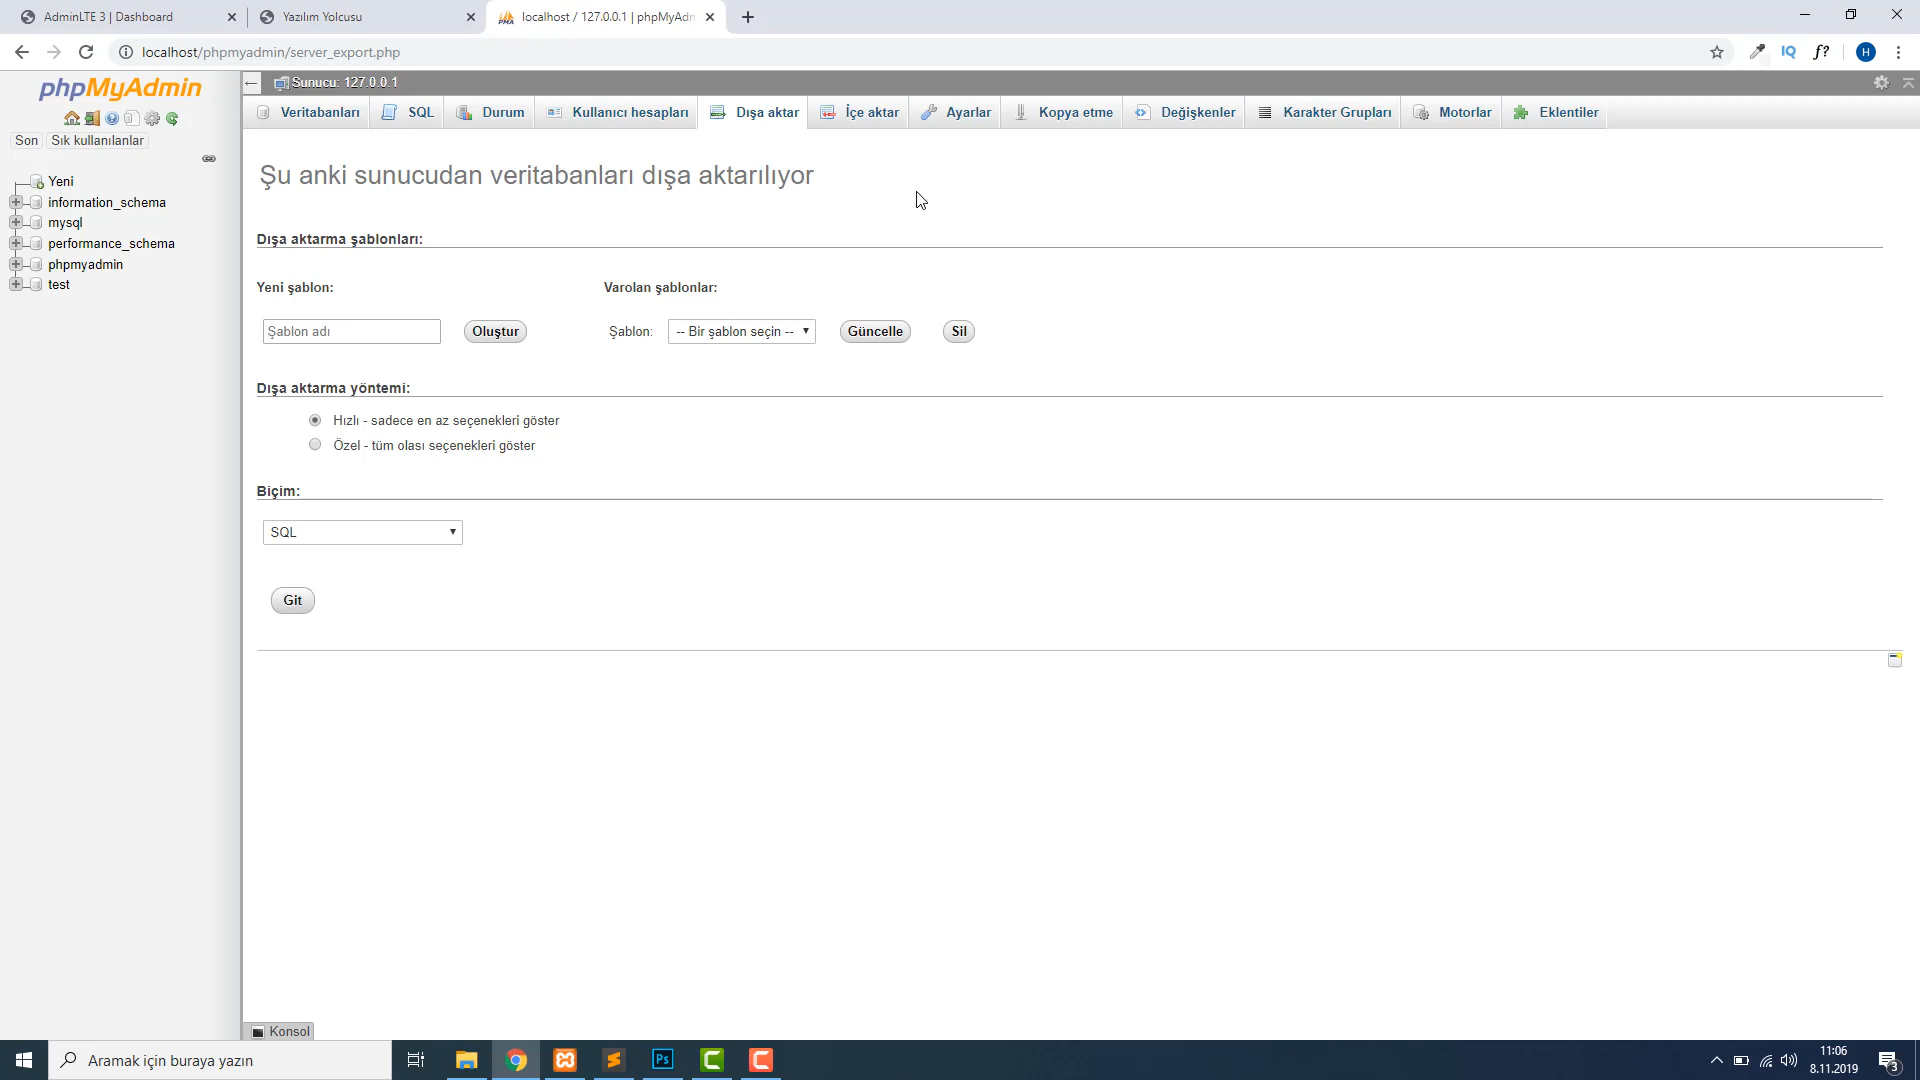 AdminLTE 3 | Dashboard
Yazılım Yolcusu
localhost / 127.0.0.1 | phpMyAdm
localhost/phpmyadmin/server_export.php
IQ
f?
H
phpMyAdmin
Son
Sık kullanılanlar
Yeni
information_schema
mysql
performance_schema
phpmyadmin
test
Sunucu: 127.0.0.1
Veritabanları
SQL
Durum
Kullanıcı hesapları
Dışa aktar
İçe aktar
Ayarlar
Kopya etme
Değişkenler
Karakter Grupları
Motorlar
Eklentiler
Şu anki sunucudan veritabanları dışa aktarılıyor
Dışa aktarma şablonları:
Yeni şablon:
Varolan şablonlar:
Şablon adı
Oluştur
Şablon:
-- Bir şablon seçin --
Güncelle
Sil
Dışa aktarma yöntemi:
Hızlı - sadece en az seçenekleri göster
Özel - tüm olası seçenekleri göster
Biçim:
SQL
Git
Konsol
Aramak için buraya yazın
Ps
11:06
8.11.2019
3